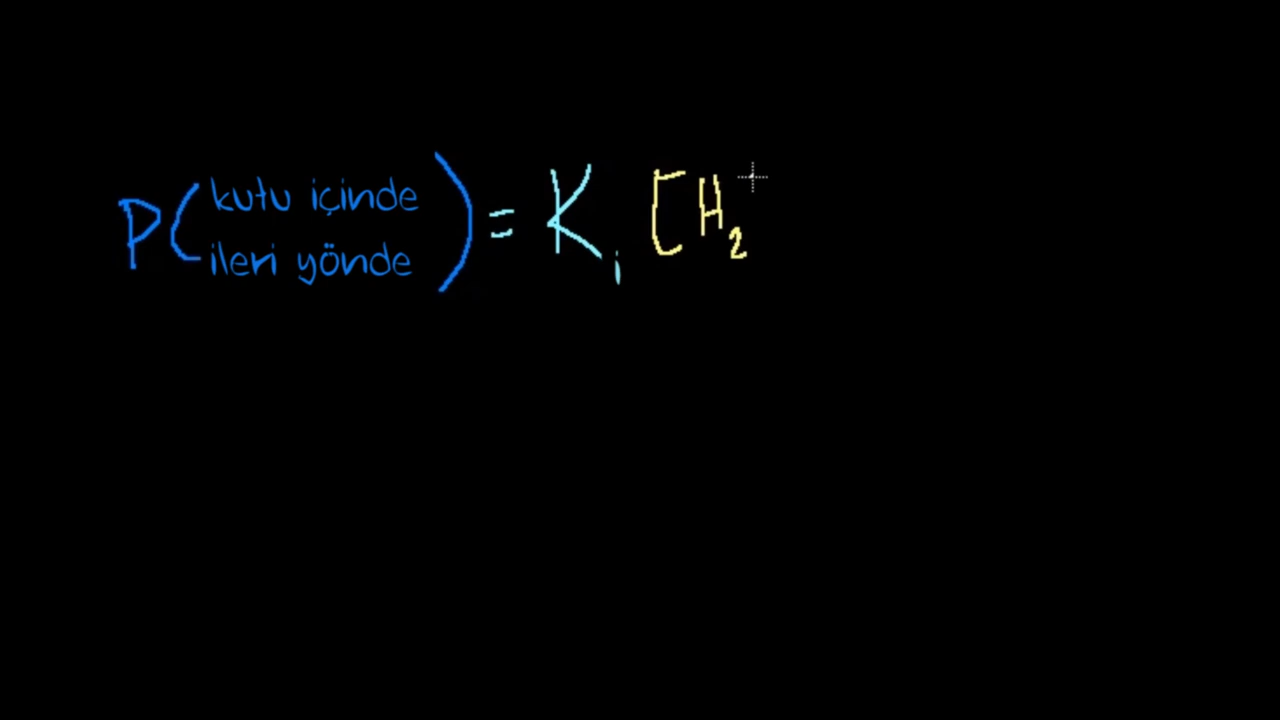 P(kutu içinde ileri yönde) = K_i [H_2